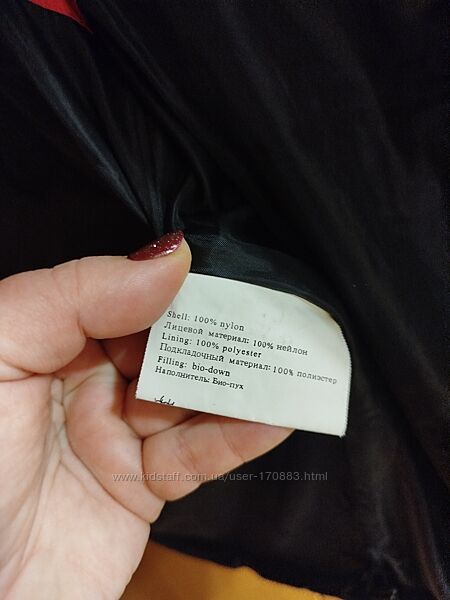 Shell: 100% nylon
Лицевой материал: 100% нейлон
Lining: 100% polyester
Подкладочный материал: 100% полиэстер
Filling: bio-down
Наполнитель: Био-пух
www.kidstaff.com.ua/user-170883.html